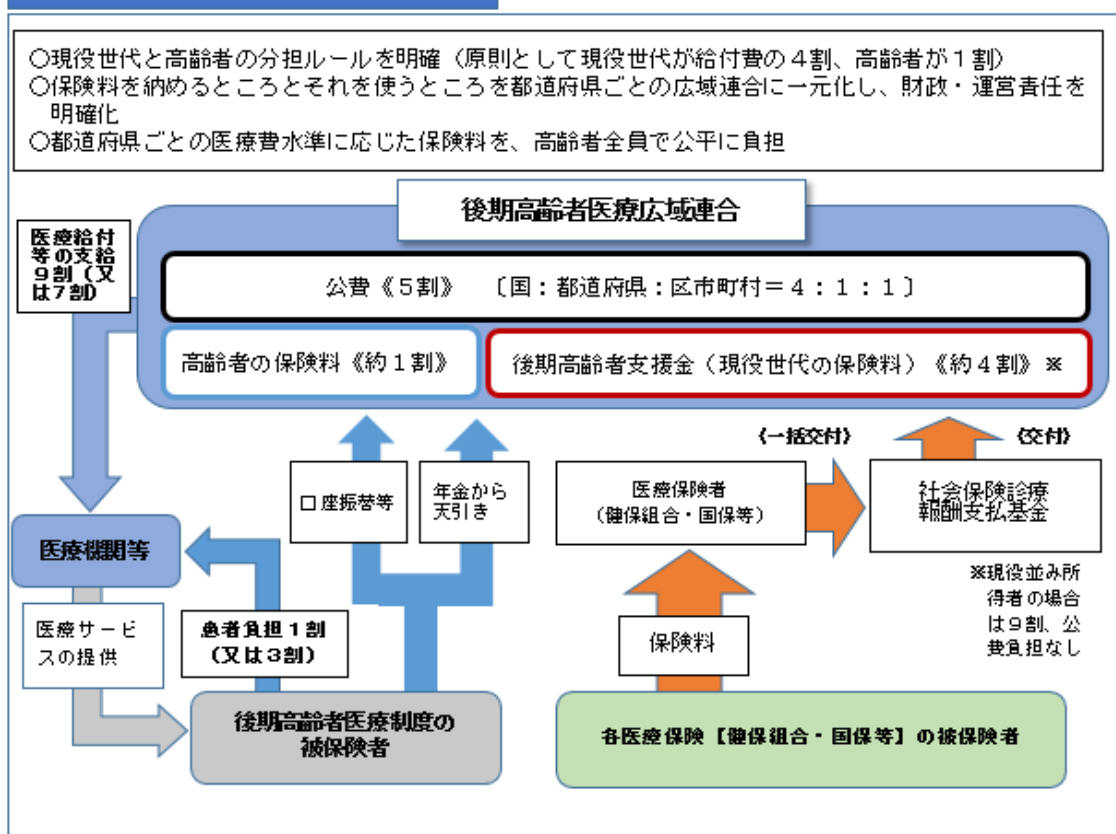 ○現役世代と高齢者の分担ルールを明確（原則として現役世代が給付費の４割、高齢者が１割）
○保険料を納めるところとそれを使うところを都道府県ごとの広域連合に一元化し、財政・運営責任を
明確化
○都道府県ごとの医療費水準に応じた保険料を、高齢者全員で公平に負担
後期高齢者医療広域連合
医療給付
等の支給
９割（又
は７割）
公費《５割》　〔国：都道府県：区市町村＝４：１：１〕
高齢者の保険料《約１割》
後期高齢者支援金（現役世代の保険料）《約４割》※
〈一括交付〉
〈交付〉
口座振替等
年金から
天引き
医療保険者
（健保組合・国保等）
社会保険診療
報酬支払基金
医療機関等
※現役並み所
得者の場合
は９割、公
費負担なし
医療サービ
スの提供
患者負担１割
（又は３割）
保険料
後期高齢者医療制度の
被保険者
各医療保険【健保組合・国保等】の被保険者